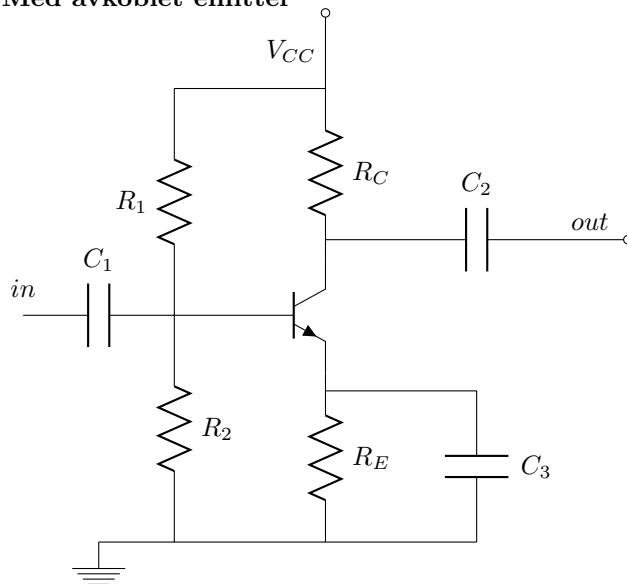 Med avkoblet emitter
V_CC
R_1
R_C
C_2
out
C_1
in
R_2
R_E
C_3